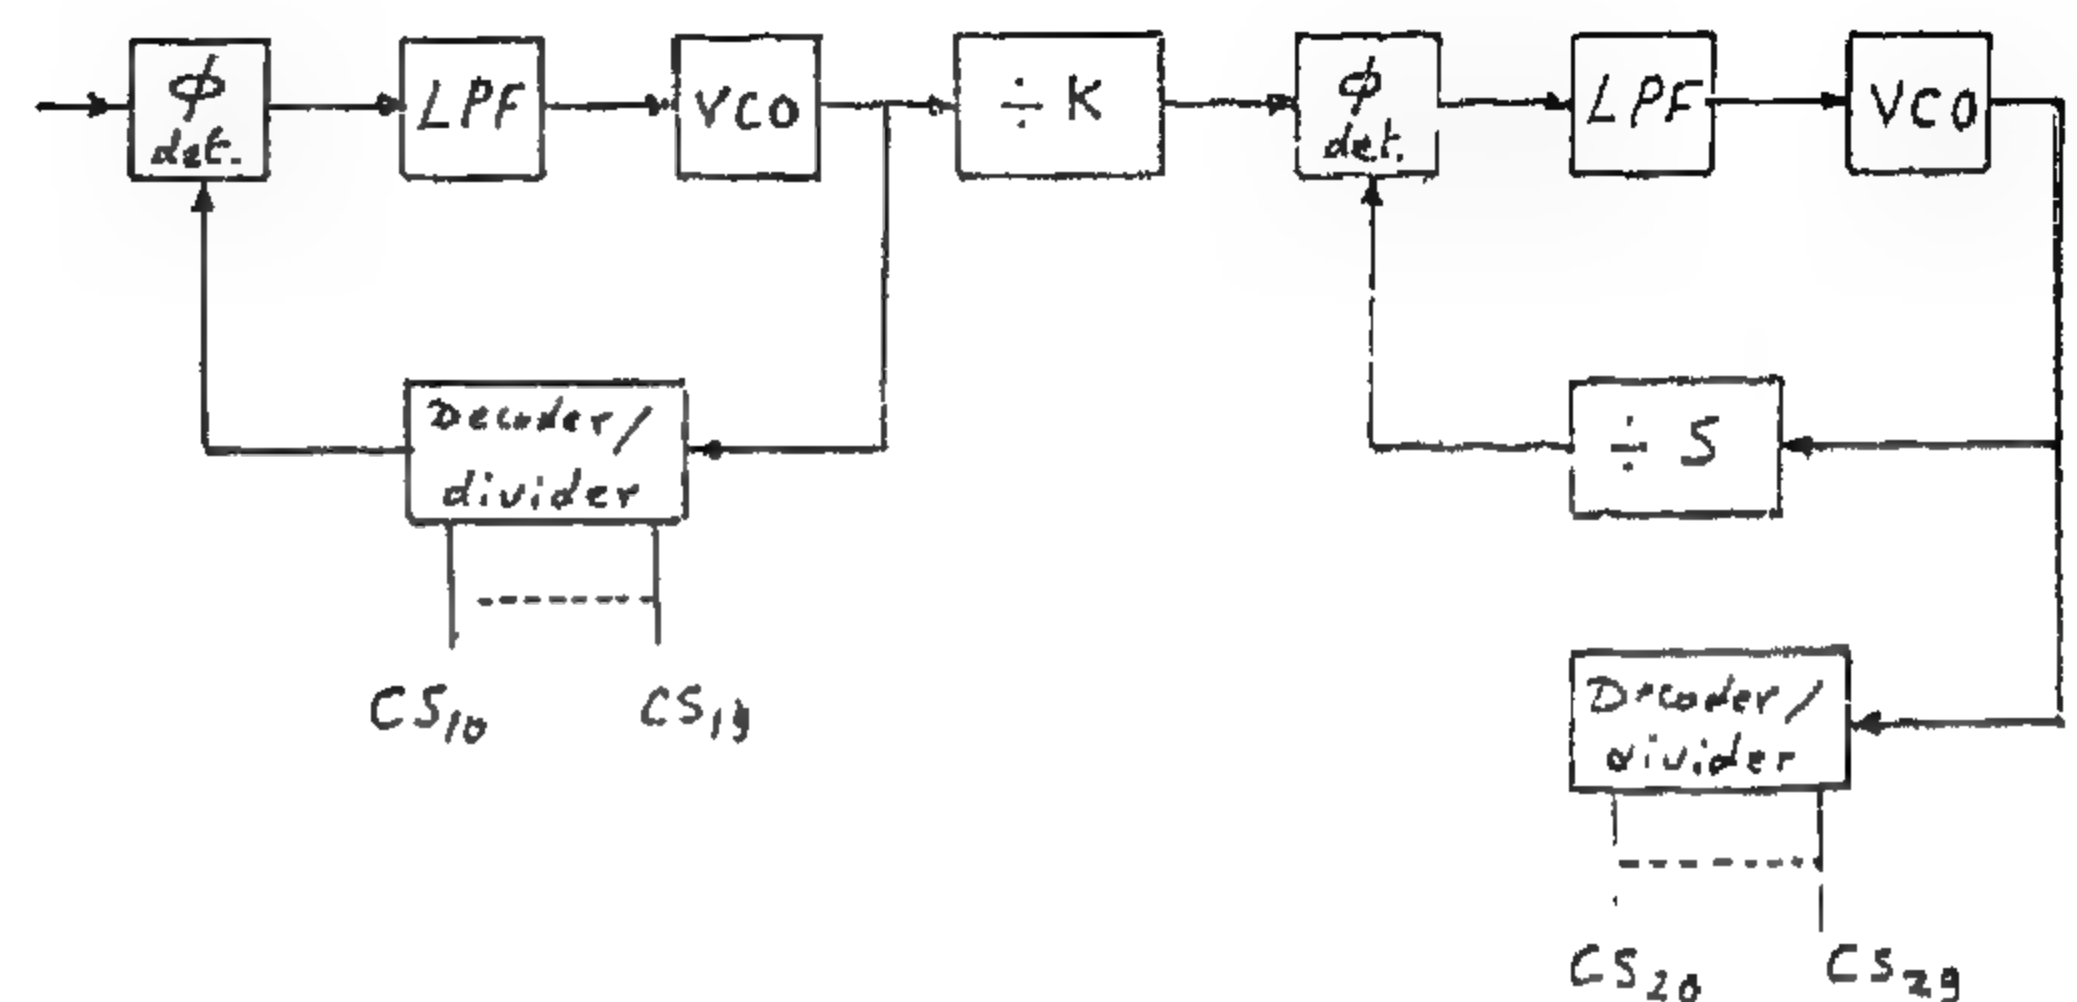 ϕ
det.
LPF
VCO
÷ K
ϕ
det.
LPF
VCO
Decoder/
divider
÷ S
CS10
CS19
Decoder/
divider
CS20
CS29